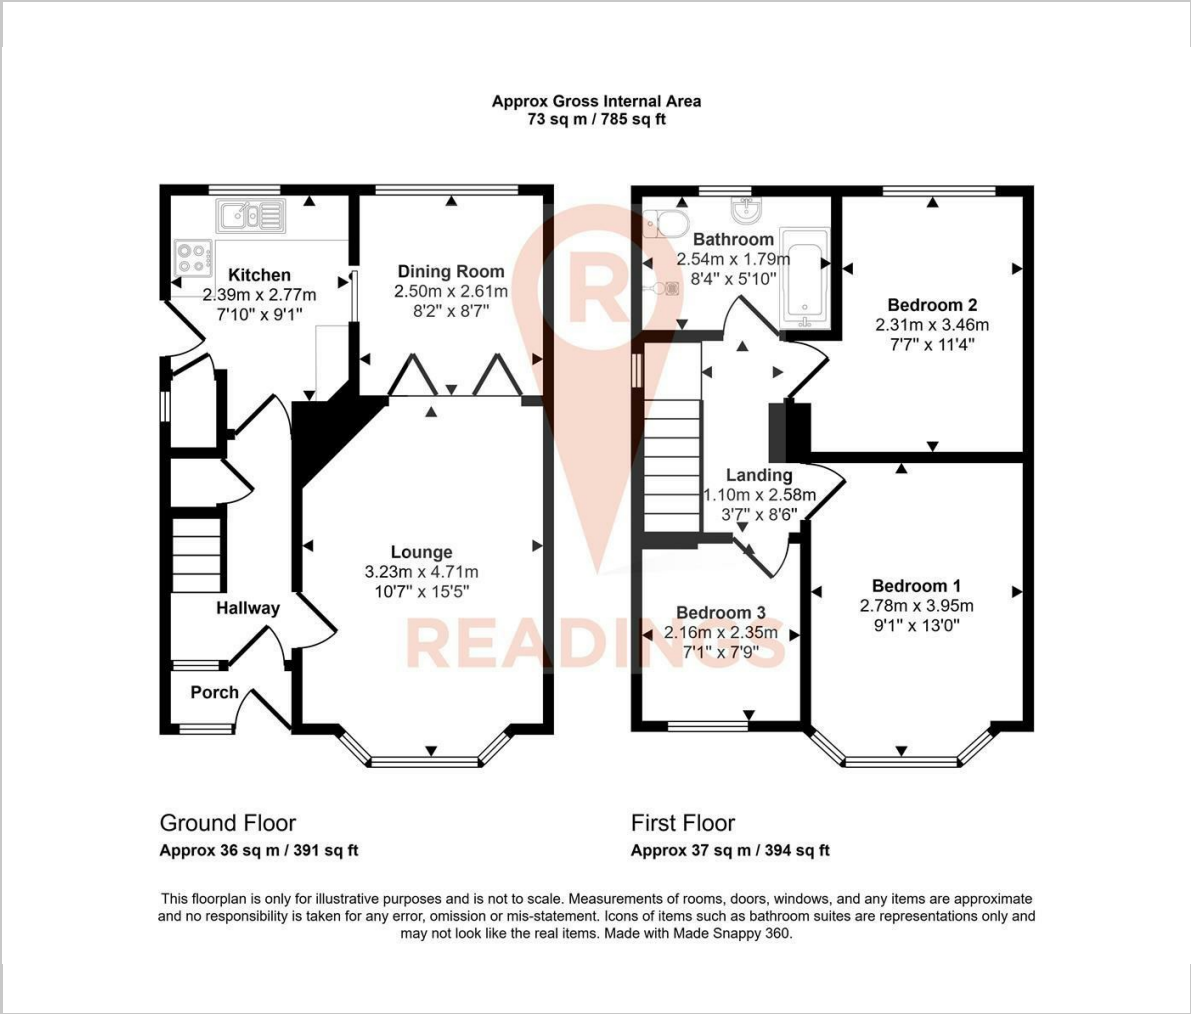 Approx Gross Internal Area
73 sq m / 785 sq ft
Kitchen
2.39m x 2.77m
7'10" x 9'1"
Dining Room
2.50m x 2.61m
8'2" x 8'7"
Lounge
3.23m x 4.71m
10'7" x 15'5"
Hallway
Porch
Bathroom
2.54m x 1.79m
8'4" x 5'10"
Bedroom 2
2.31m x 3.46m
7'7" x 11'4"
Landing
1.10m x 2.58m
3'7" x 8'6"
Bedroom 1
2.78m x 3.95m
9'1" x 13'0"
Bedroom 3
2.16m x 2.35m
7'1" x 7'9"
R
READINGS
Ground Floor
Approx 36 sq m / 391 sq ft
First Floor
Approx 37 sq m / 394 sq ft
This floorplan is only for illustrative purposes and is not to scale. Measurements of rooms, doors, windows, and any items are approximate
and no responsibility is taken for any error, omission or mis-statement. Icons of items such as bathroom suites are representations only and
may not look like the real items. Made with Made Snappy 360.